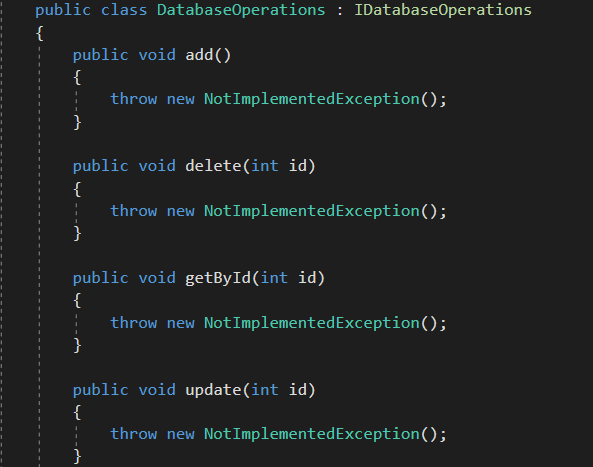 public class DatabaseOperations : IDatabaseOperations
{
public void add()
{
throw new NotImplementedException();
}
public void delete(int id)
{
throw new NotImplementedException();
}
public void getById(int id)
{
throw new NotImplementedException();
}
public void update(int id)
{
throw new NotImplementedException();
}